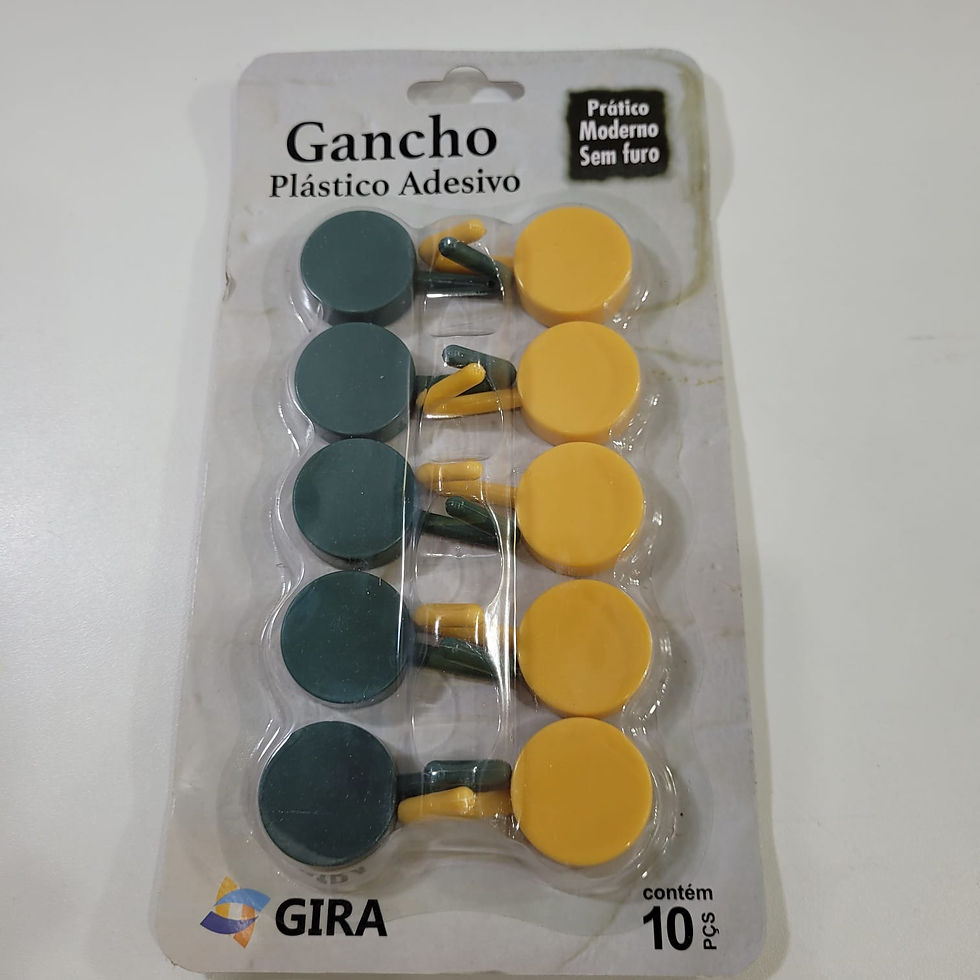 Gancho
Plástico Adesivo
Prático
Moderno
Sem furo
GIRA
contém
10 PÇS